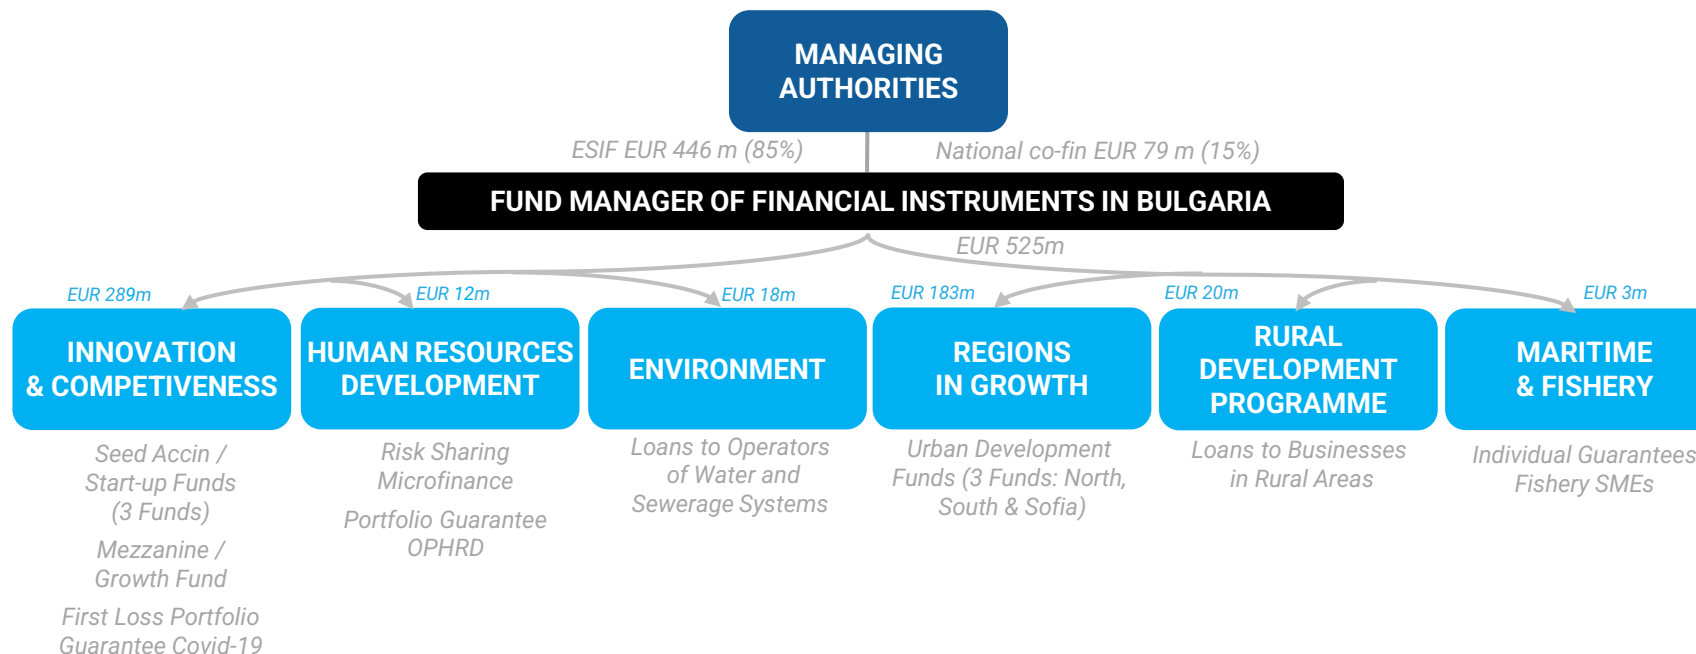 MANAGING
AUTHORITIES
ESIF EUR 446 m (85%)
National co-fin EUR 79 m (15%)
FUND MANAGER OF FINANCIAL INSTRUMENTS IN BULGARIA
EUR 525m
EUR 289m
EUR 12m
EUR 18m
EUR 183m
EUR 20m
EUR 3m
INNOVATION
& COMPETIVENESS
HUMAN RESOURCES
DEVELOPMENT
ENVIRONMENT
REGIONS
IN GROWTH
RURAL
DEVELOPMENT
PROGRAMME
MARITIME
& FISHERY
Seed Accin /
Start-up Funds
(3 Funds)
Mezzanine /
Growth Fund
First Loss Portfolio
Guarantee Covid-19
Risk Sharing
Microfinance
Portfolio Guarantee
OPHRD
Loans to Operators
of Water and
Sewerage Systems
Urban Development
Funds (3 Funds: North,
South & Sofia)
Loans to Businesses
in Rural Areas
Individual Guarantees
Fishery SMEs